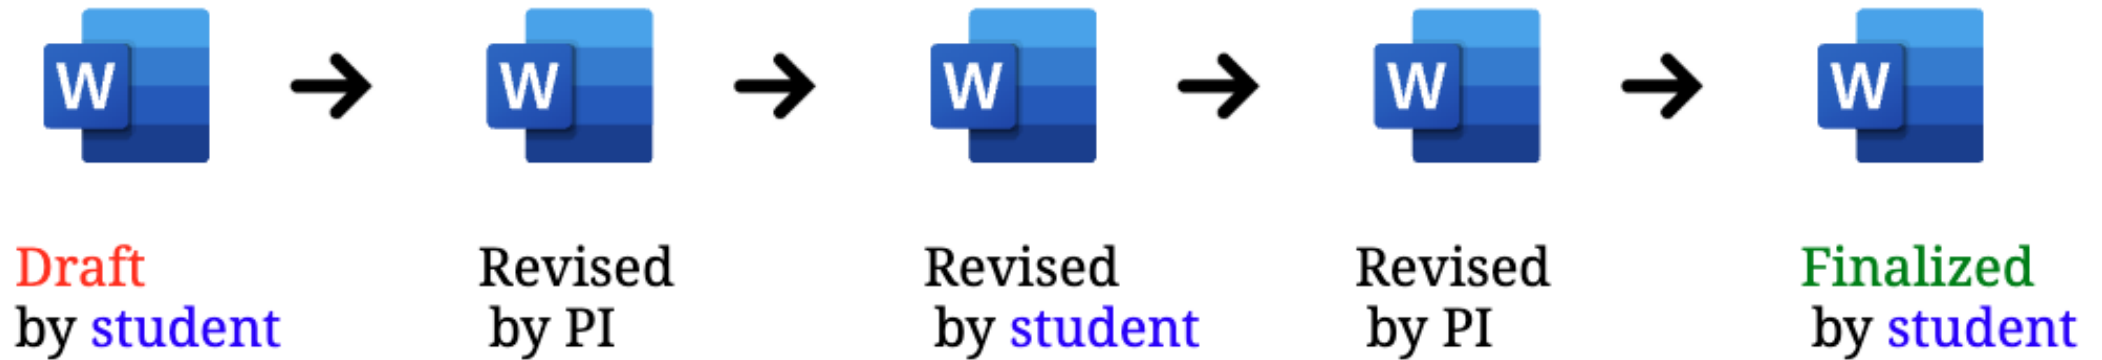 W W W W W
Draft
by student
Revised
by PI
Revised
by student
Revised
by PI
Finalized
by student